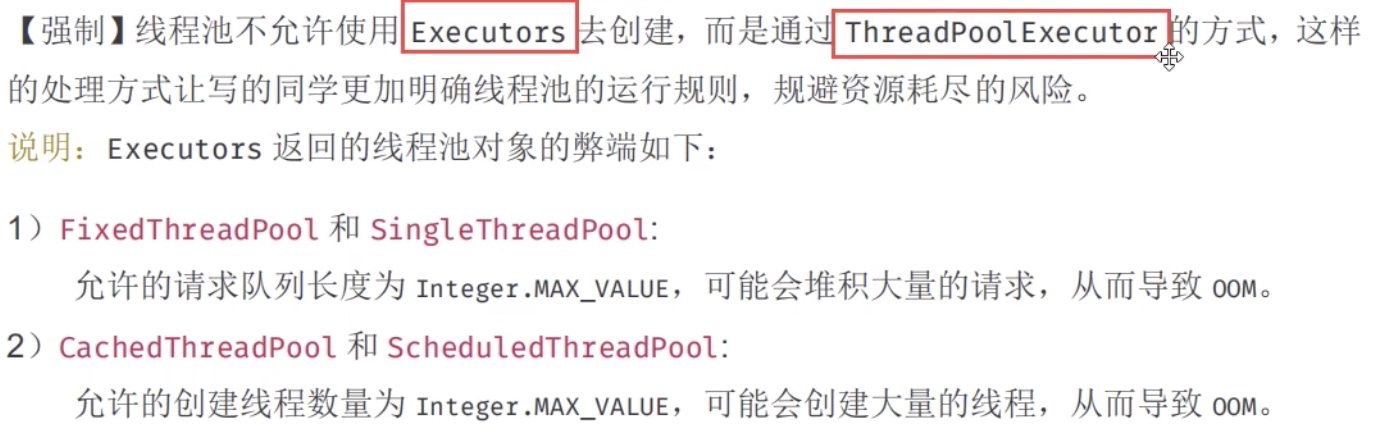 【强制】线程池不允许使用 Executors 去创建，而是通过 ThreadPoolExecutor 的方式，这样
的处理方式让写的同学更加明确线程池的运行规则，规避资源耗尽的风险。
说明：Executors 返回的线程池对象的弊端如下：
1）FixedThreadPool 和 SingleThreadPool:
允许的请求队列长度为 Integer.MAX_VALUE，可能会堆积大量的请求，从而导致 OOM。
2）CachedThreadPool 和 ScheduledThreadPool:
允许的创建线程数量为 Integer.MAX_VALUE，可能会创建大量的线程，从而导致 OOM。